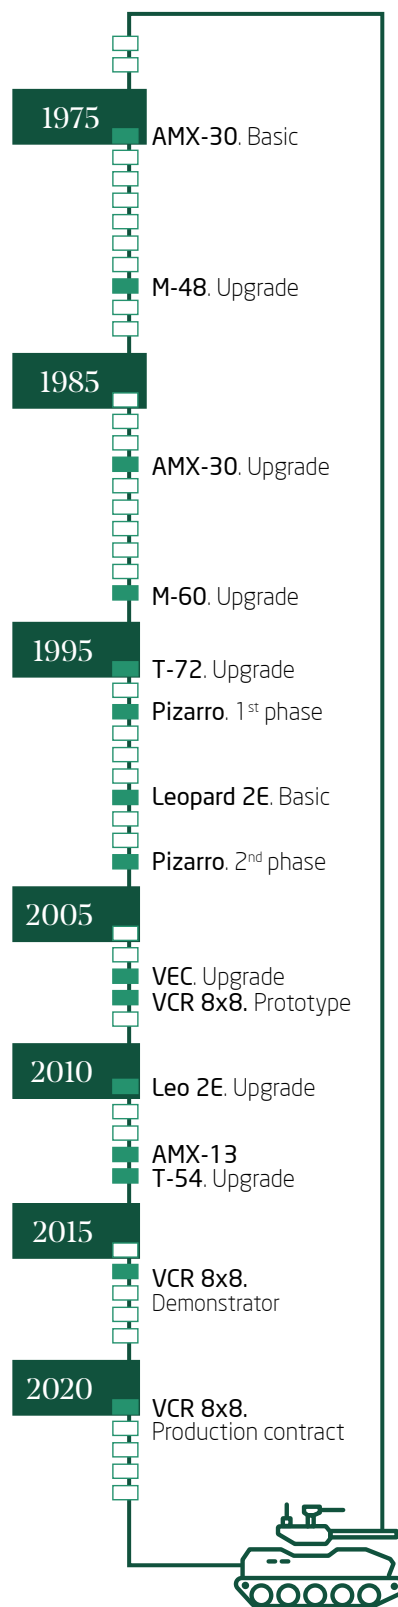 1975
AMX-30. Basic
M-48. Upgrade
1985
AMX-30. Upgrade
M-60. Upgrade
1995
T-72. Upgrade
Pizarro. 1st phase
Leopard 2E. Basic
Pizarro. 2nd phase
2005
VEC. Upgrade
VCR 8x8. Prototype
2010
Leo 2E. Upgrade
AMX-13
T-54. Upgrade
2015
VCR 8x8.
Demonstrator
2020
VCR 8x8.
Production contract